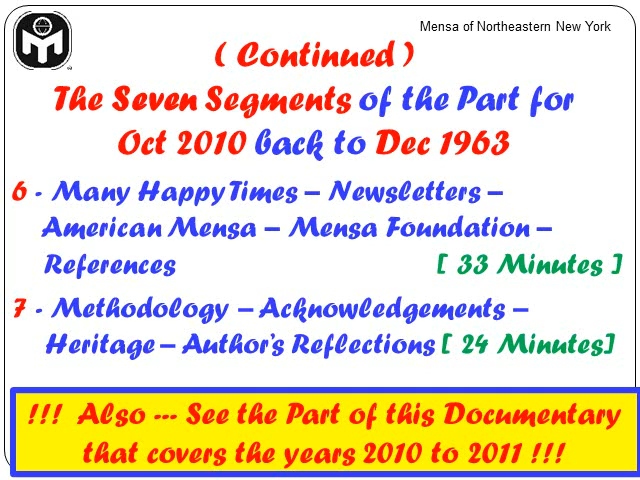 Mensa of Northeastern New York
( Continued )
The Seven Segments of the Part for
Oct 2010 back to Dec 1963
6 - Many Happy Times – Newsletters –
American Mensa – Mensa Foundation –
References [ 33 Minutes ]
7 - Methodology – Acknowledgements –
Heritage – Author's Reflections [ 24 Minutes]
!!! Also --- See the Part of this Documentary
that covers the years 2010 to 2011 !!!